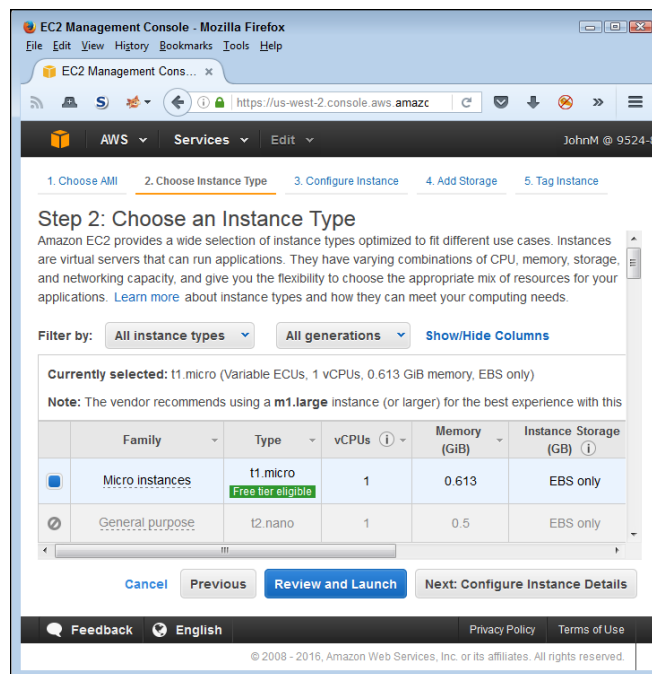 EC2 Management Console - Mozilla Firefox
File Edit View History Bookmarks Tools Help
EC2 Management Cons... ×
https://us-west-2.console.aws.amazc
AWS Services Edit JohnM @ 9524-8
1. Choose AMI 2. Choose Instance Type 3. Configure Instance 4. Add Storage 5. Tag Instance
Step 2: Choose an Instance Type
Amazon EC2 provides a wide selection of instance types optimized to fit different use cases. Instances
are virtual servers that can run applications. They have varying combinations of CPU, memory, storage,
and networking capacity, and give you the flexibility to choose the appropriate mix of resources for your
applications. Learn more about instance types and how they can meet your computing needs.
Filter by: All instance types All generations Show/Hide Columns
Currently selected: t1.micro (Variable ECUs, 1 vCPUs, 0.613 GiB memory, EBS only)
Note: The vendor recommends using a m1.large instance (or larger) for the best experience with this
Family Type vCPUs Memory (GiB) Instance Storage (GB)
Micro instances t1.micro 1 0.613 EBS only
Free tier eligible
General purpose t2.nano 1 0.5 EBS only
Cancel Previous Review and Launch Next: Configure Instance Details
Feedback English Privacy Policy Terms of Use
© 2008 - 2016, Amazon Web Services, Inc. or its affiliates. All rights reserved.